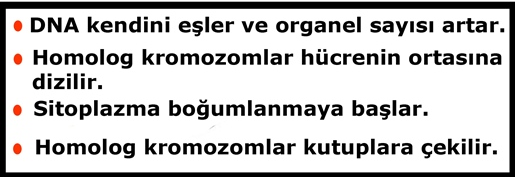 • DNA kendini eşler ve organel sayısı artar.
• Homolog kromozomlar hücrenin ortasına
dizilir.
• Sitoplazma boğumlanmaya başlar.
• Homolog kromozomlar kutuplara çekilir.